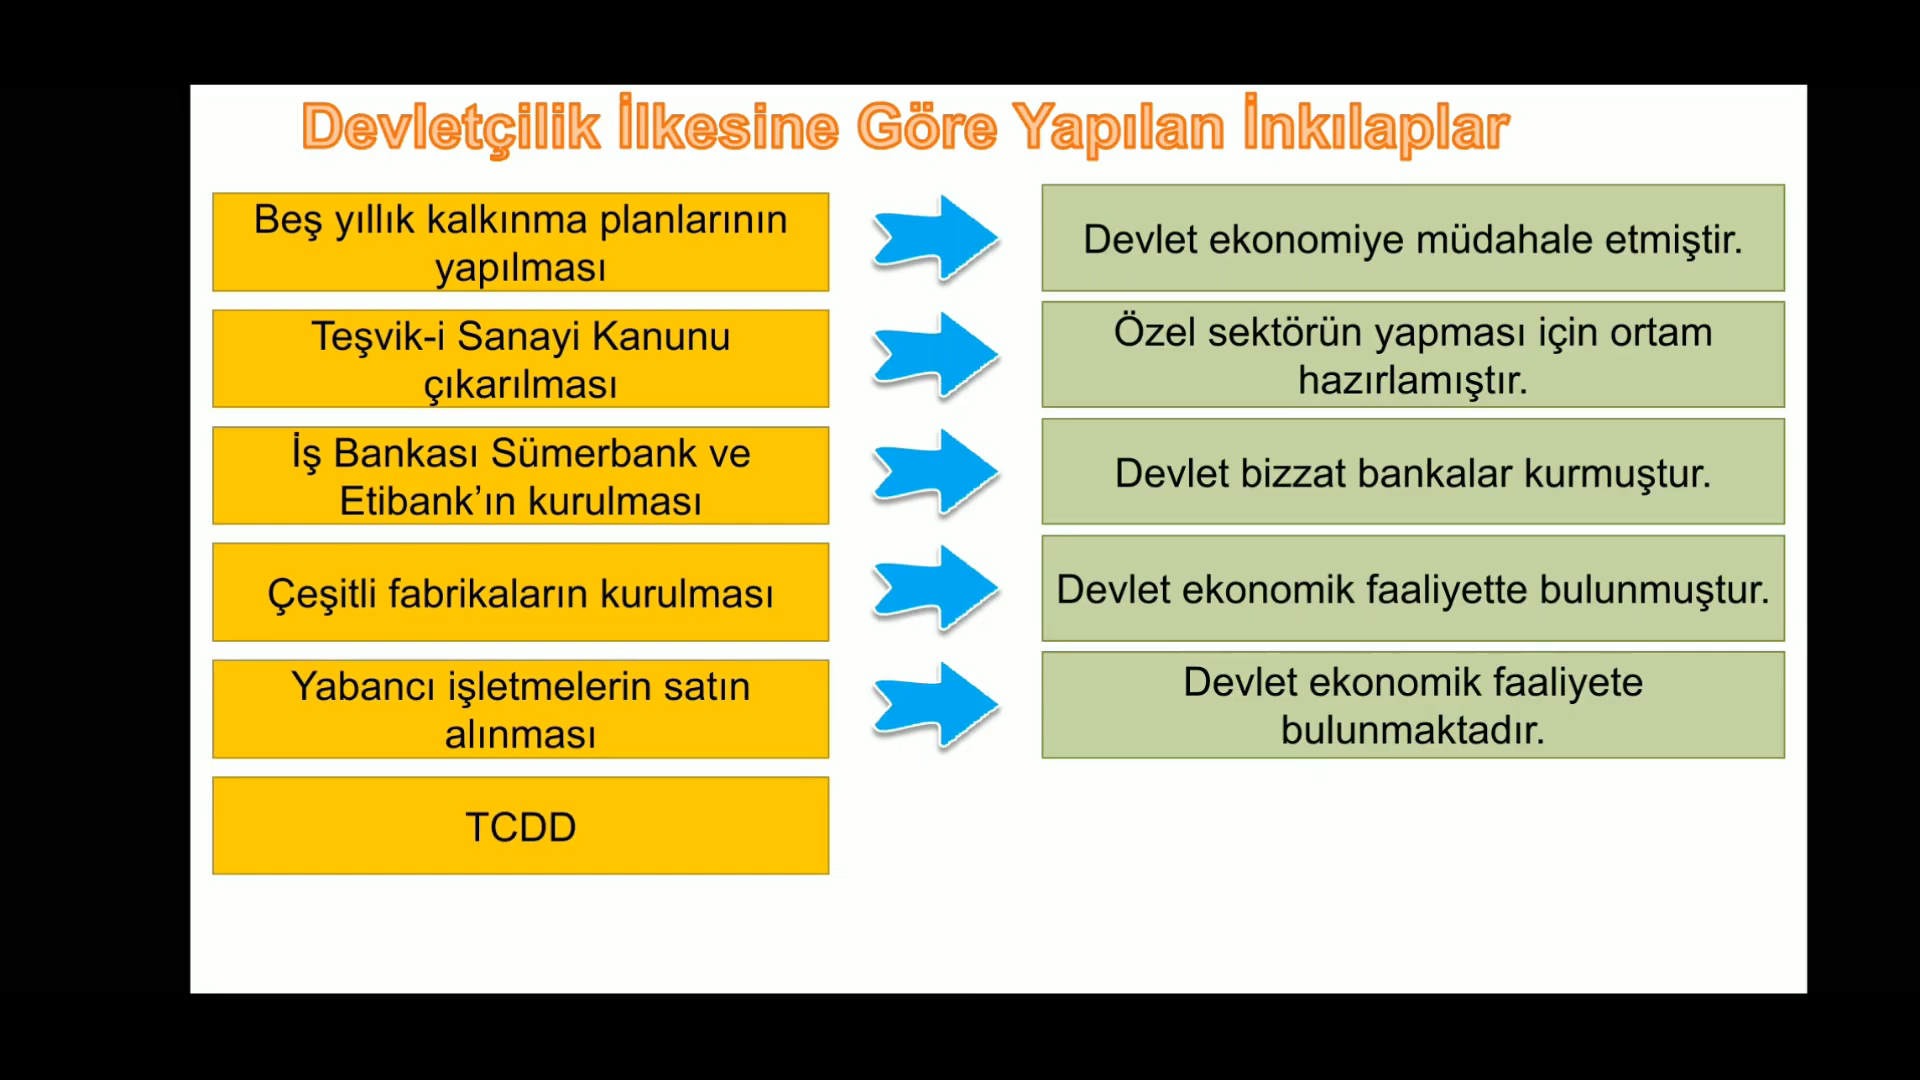 Devletçilik İlkesine Göre Yapılan İnkılaplar
Beş yıllık kalkınma planlarının
yapılması
Devlet ekonomiye müdahale etmiştir.
Teşvik-i Sanayi Kanunu
çıkarılması
Özel sektörün yapması için ortam
hazırlamıştır.
İş Bankası Sümerbank ve
Etibank’ın kurulması
Devlet bizzat bankalar kurmuştur.
Çeşitli fabrikaların kurulması
Devlet ekonomik faaliyette bulunmuştur.
Yabancı işletmelerin satın
alınması
Devlet ekonomik faaliyete
bulunmaktadır.
TCDD